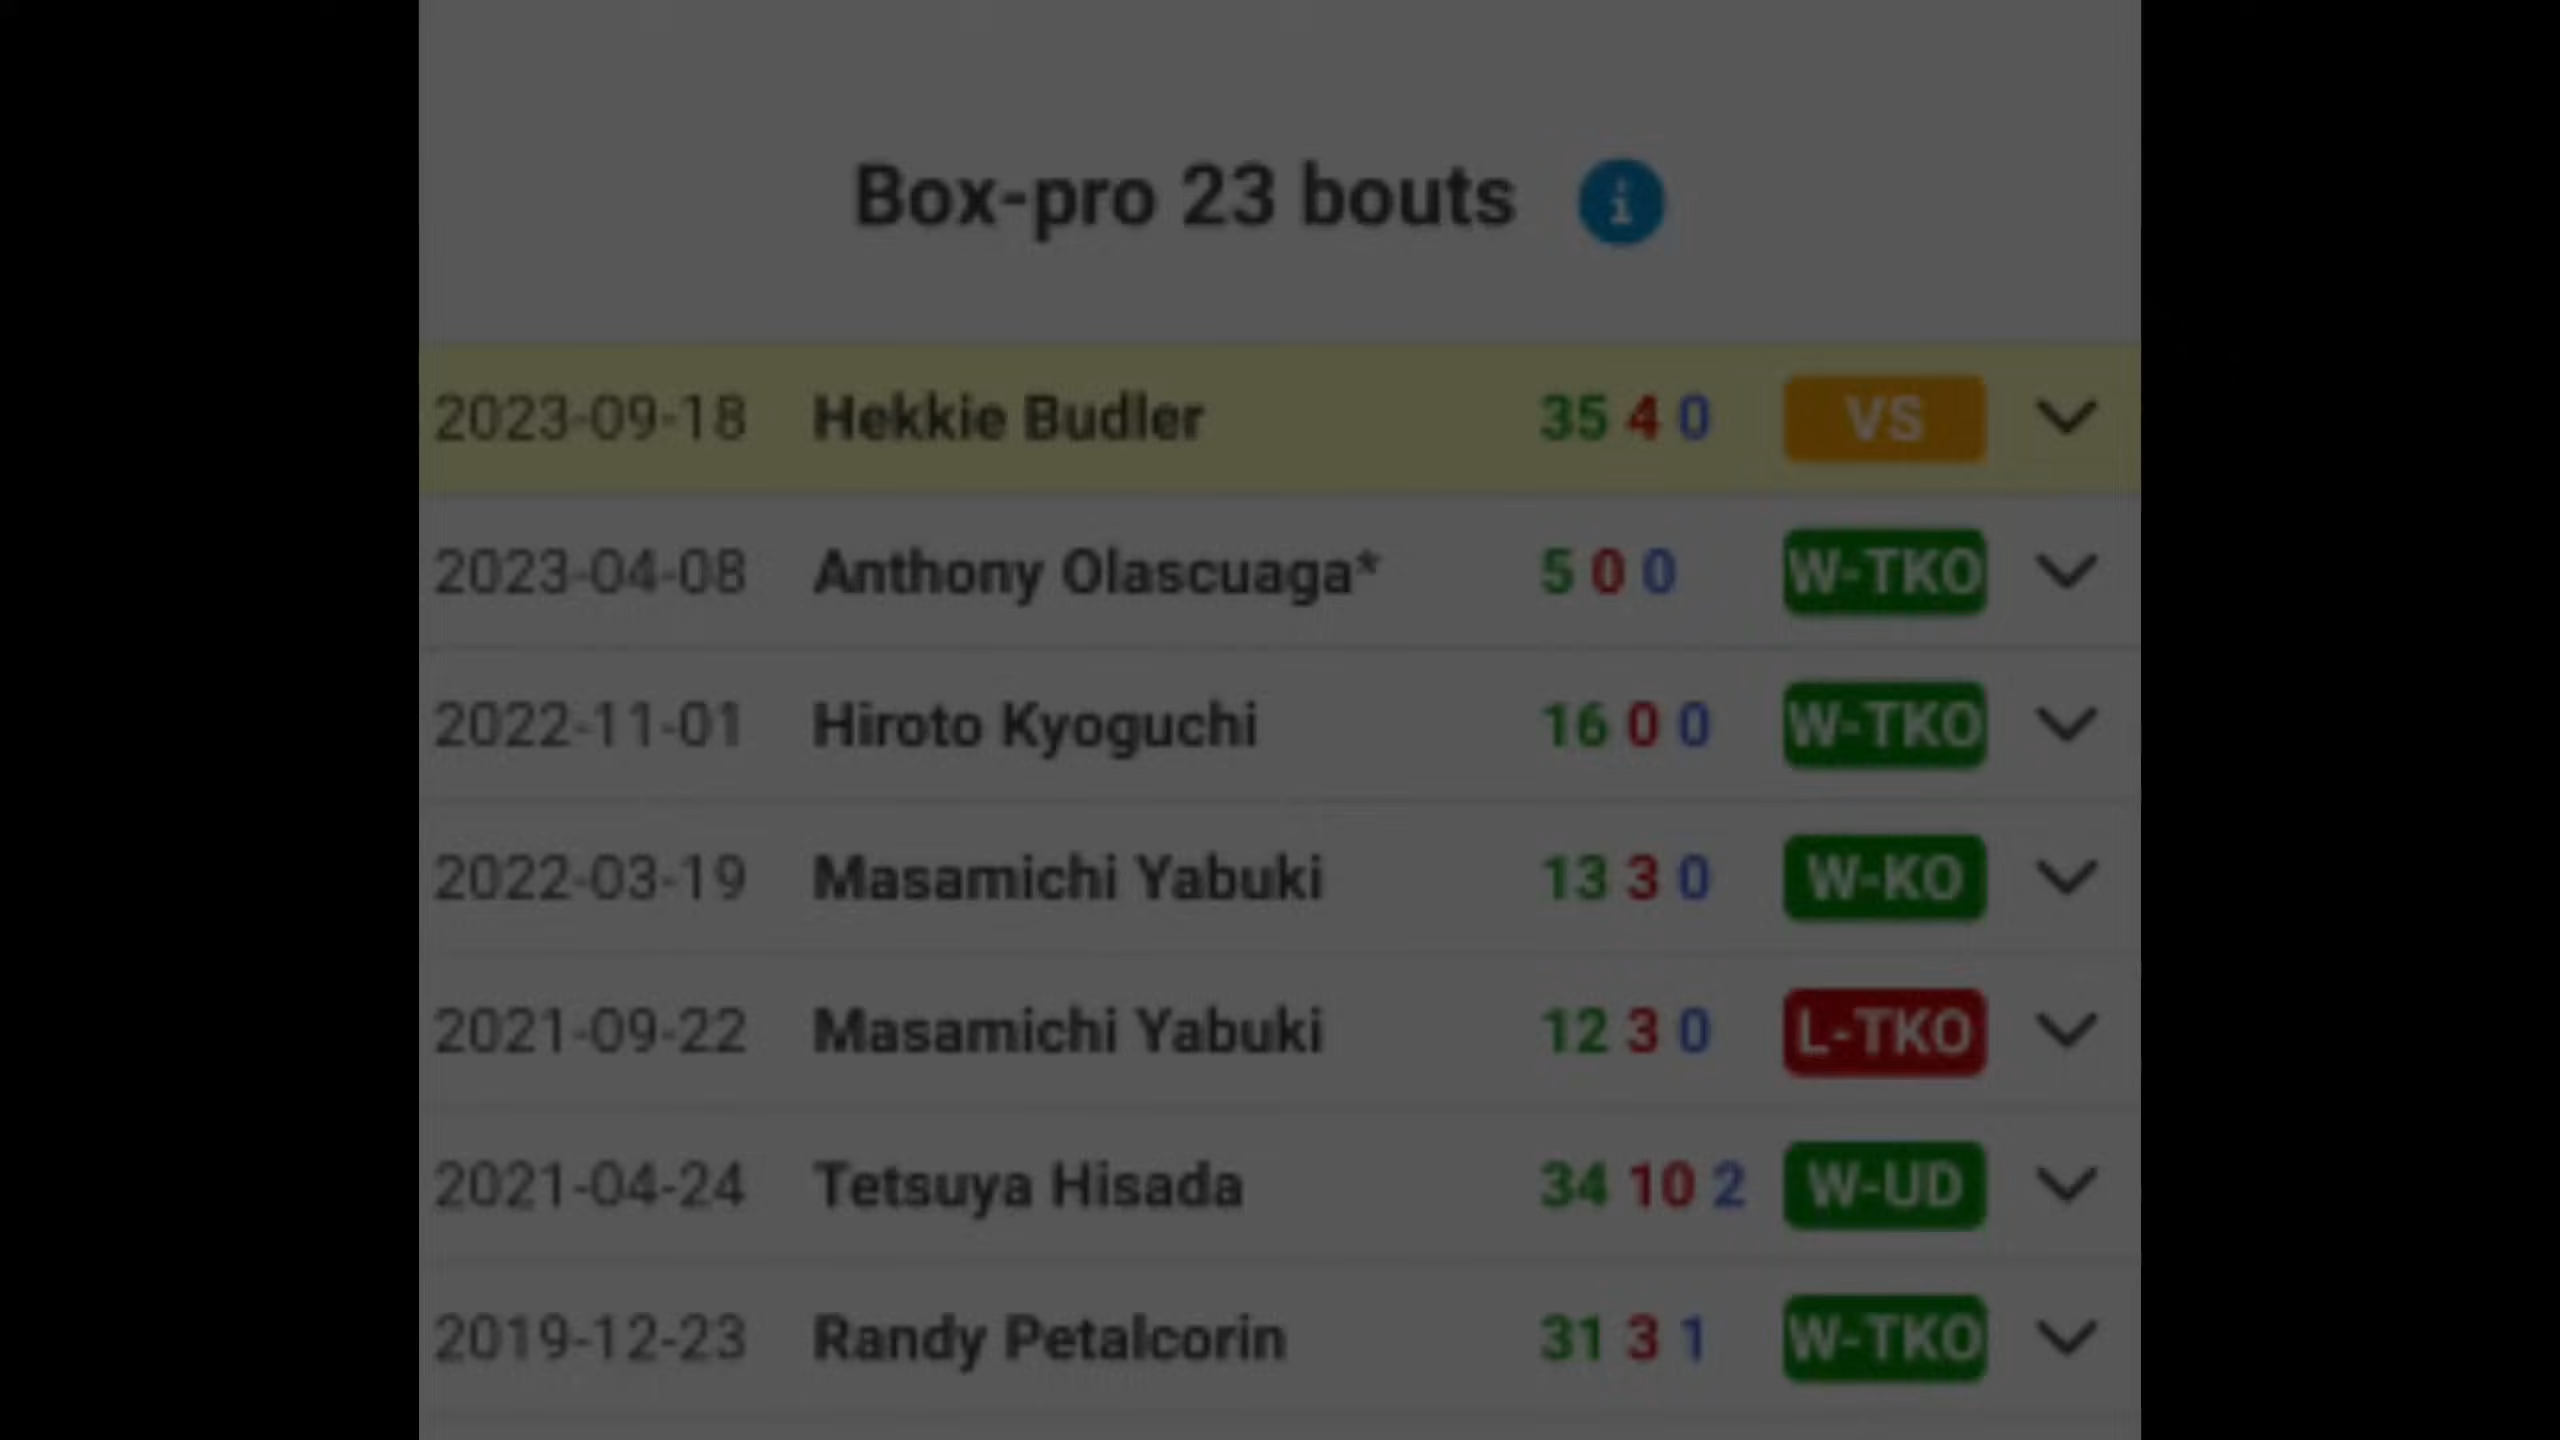 Box-pro 23 bouts i
2023-09-18 Hekkie Budler 35 4 0 VS
2023-04-08 Anthony Olascuaga* 5 0 0 W-TKO
2022-11-01 Hiroto Kyoguchi 16 0 0 W-TKO
2022-03-19 Masamichi Yabuki 13 3 0 W-KO
2021-09-22 Masamichi Yabuki 12 3 0 L-TKO
2021-04-24 Tetsuya Hisada 34 10 2 W-UD
2019-12-23 Randy Petalcorin 31 3 1 W-TKO